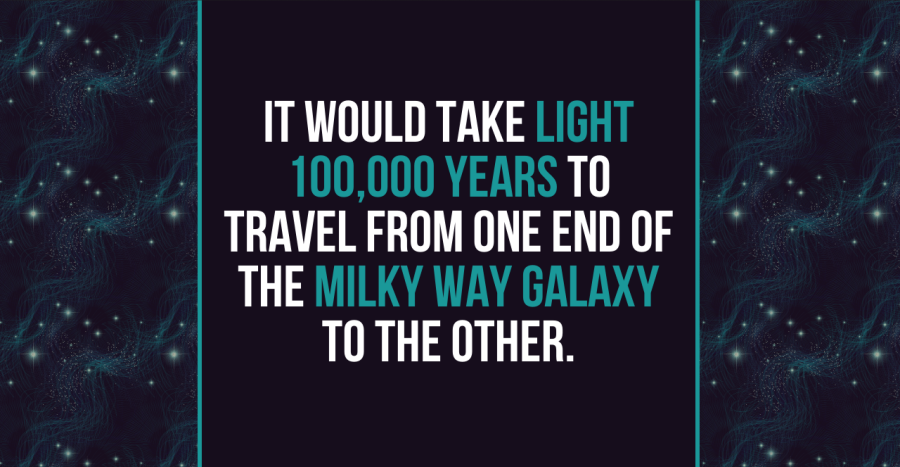 IT WOULD TAKE LIGHT
100,000 YEARS TO
TRAVEL FROM ONE END OF
THE MILKY WAY GALAXY
TO THE OTHER.